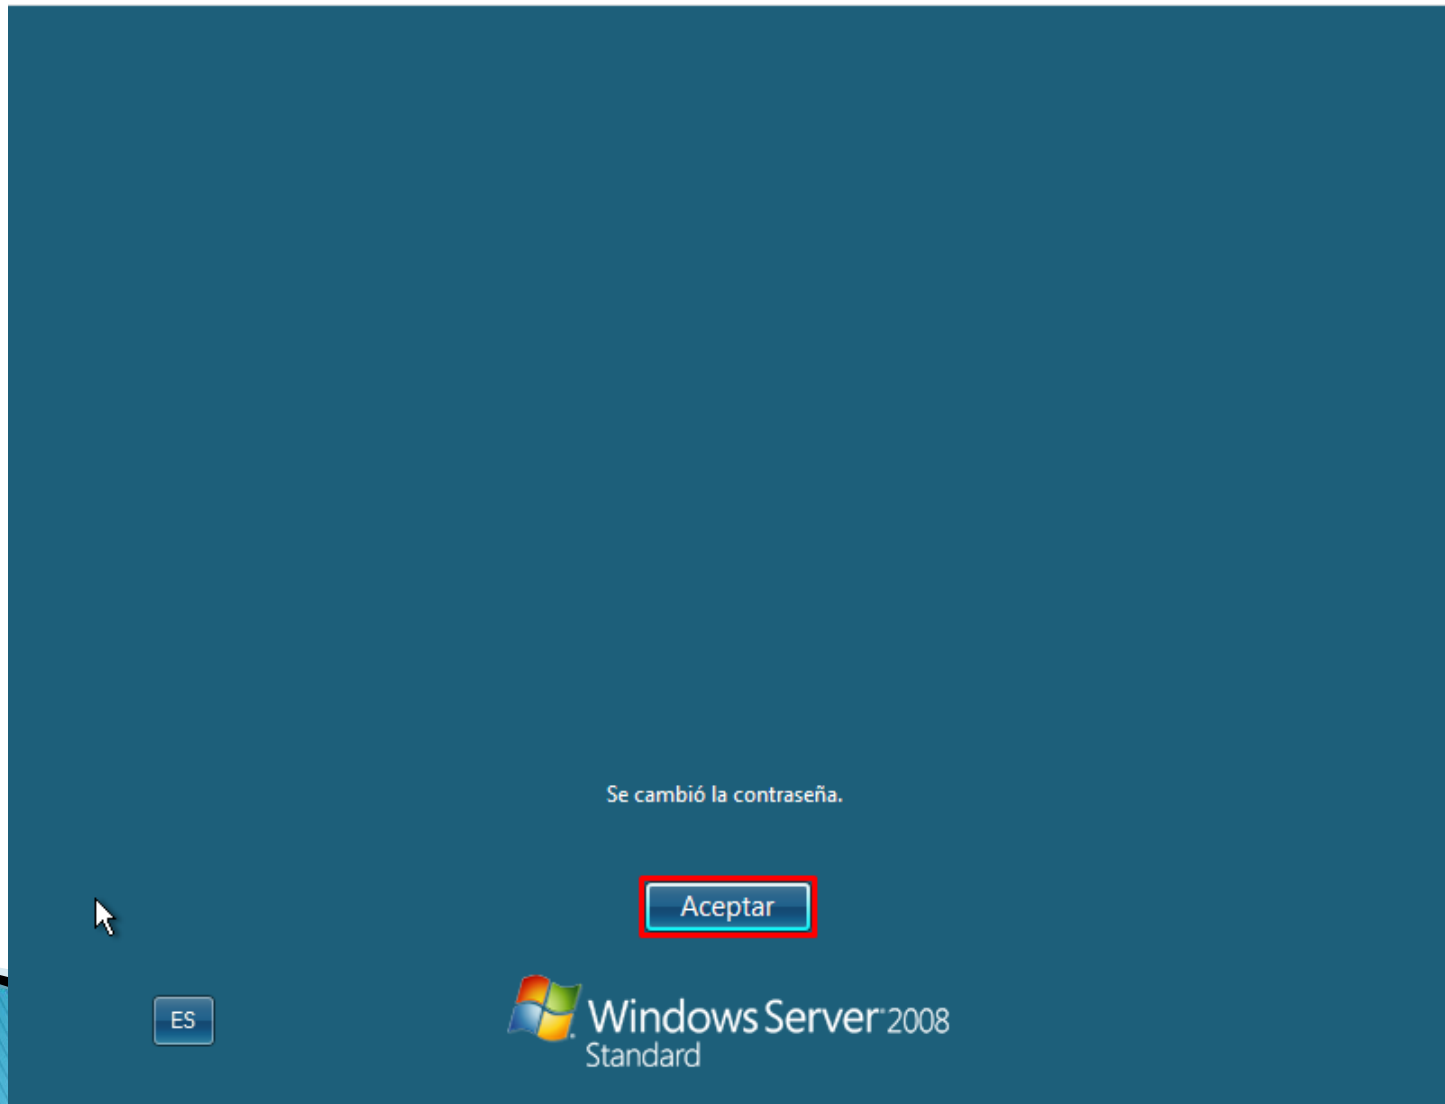 Se cambió la contraseña.
Aceptar
ES
Windows Server 2008
Standard